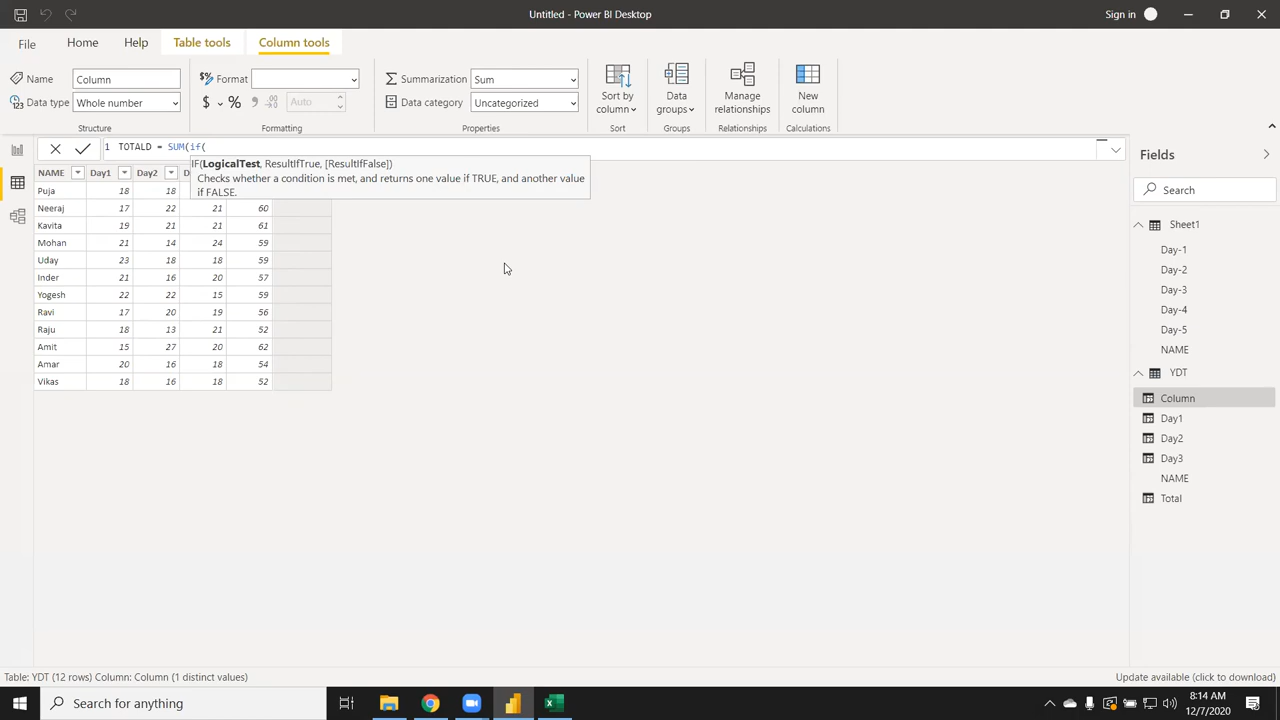 Untitled - Power BI Desktop
Sign in
File
Home
Help
Table tools
Column tools
Name
Column
Data type
Whole number
Structure
Format
$
%
Auto
Formatting
Summarization
Sum
Data category
Uncategorized
Properties
Sort by
column
Sort
Data
groups
Groups
Manage
relationships
Relationships
New
column
Calculations
1 TOTALD = SUM(if(
IF(LogicalTest, ResultIfTrue, [ResultIfFalse])
Checks whether a condition is met, and returns one value if TRUE, and another value
if FALSE.
NAME Day1 Day2 D
Puja 18 18
Neeraj 17 22 21 60
Kavita 19 21 21 61
Mohan 21 14 24 59
Uday 23 18 18 59
Inder 21 16 20 57
Yogesh 22 22 15 59
Ravi 17 20 19 56
Raju 18 13 21 52
Amit 15 27 20 62
Amar 20 16 18 54
Vikas 18 16 18 52
Fields
Search
Sheet1
Day-1
Day-2
Day-3
Day-4
Day-5
NAME
YDT
Column
Day1
Day2
Day3
NAME
Total
Table: YDT (12 rows) Column: Column (1 distinct values)
Update available (click to download)
Search for anything
8:14 AM
12/7/2020